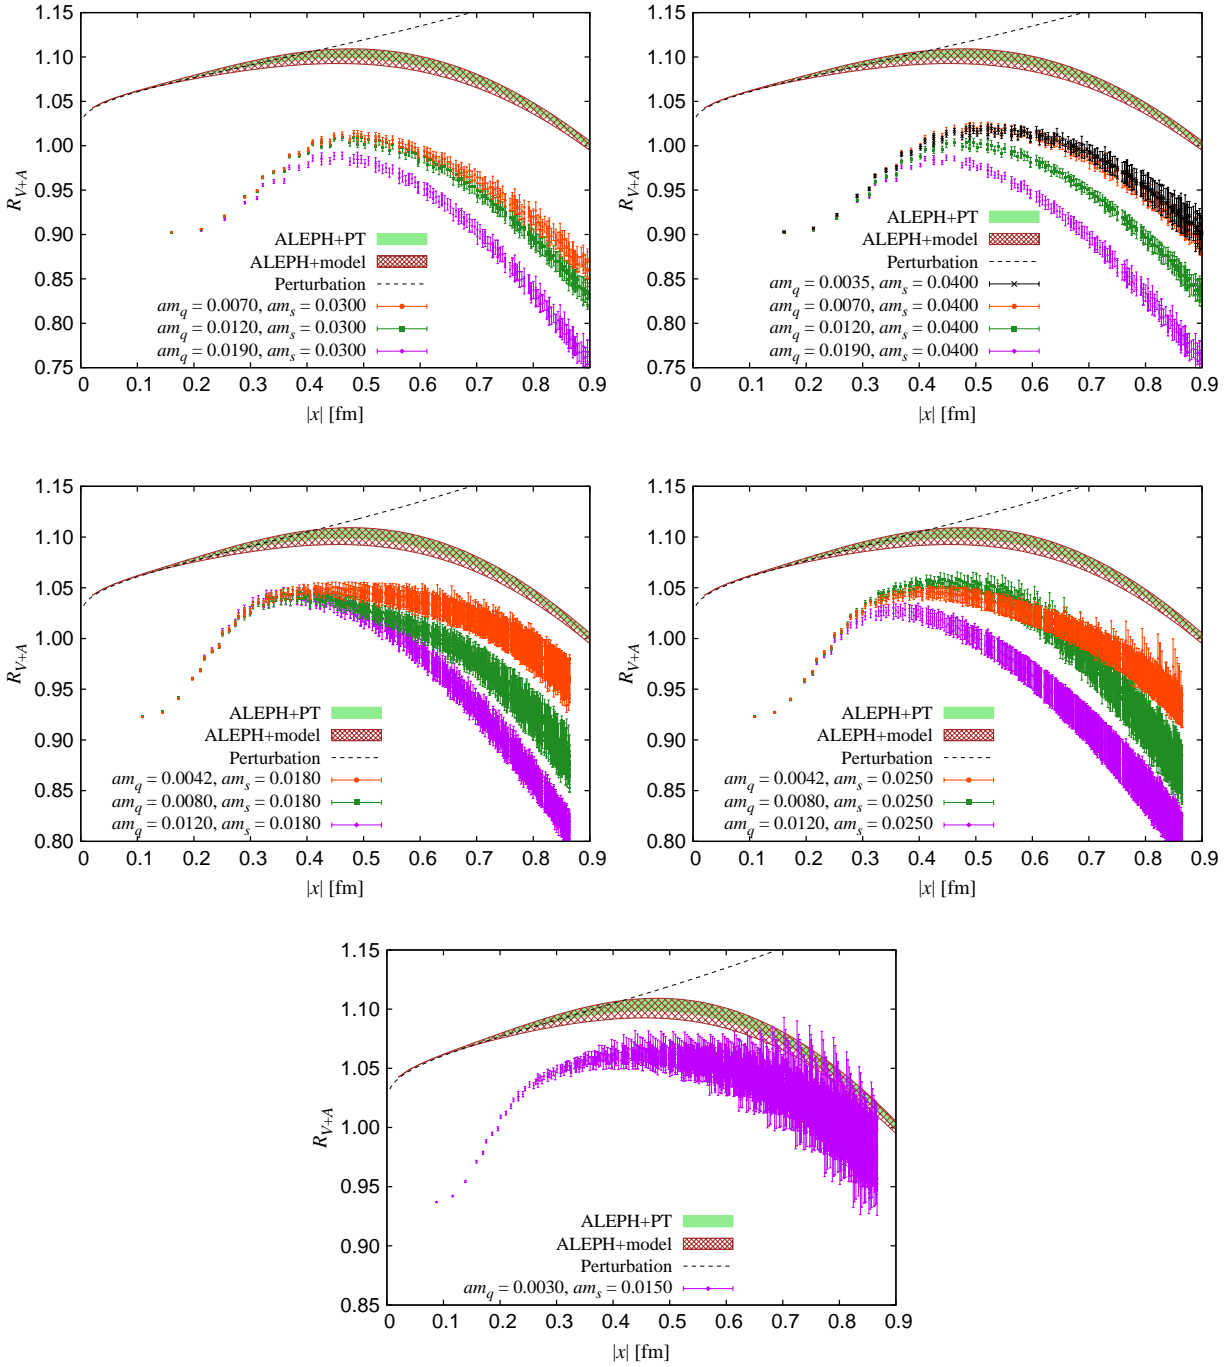 1.15
1.10
1.05
1.00
0.95
0.90
0.85
0.80
0.75
R_{V+A}
ALEPH+PT
ALEPH+model
Perturbation
am_q = 0.0070, am_s = 0.0300
am_q = 0.0120, am_s = 0.0300
am_q = 0.0190, am_s = 0.0300
0 0.1 0.2 0.3 0.4 0.5 0.6 0.7 0.8 0.9
|x| [fm]
1.15
1.10
1.05
1.00
0.95
0.90
0.85
0.80
0.75
R_{V+A}
ALEPH+PT
ALEPH+model
Perturbation
am_q = 0.0035, am_s = 0.0400
am_q = 0.0070, am_s = 0.0400
am_q = 0.0120, am_s = 0.0400
am_q = 0.0190, am_s = 0.0400
0 0.1 0.2 0.3 0.4 0.5 0.6 0.7 0.8 0.9
|x| [fm]
1.15
1.10
1.05
1.00
0.95
0.90
0.85
0.80
R_{V+A}
ALEPH+PT
ALEPH+model
Perturbation
am_q = 0.0042, am_s = 0.0180
am_q = 0.0080, am_s = 0.0180
am_q = 0.0120, am_s = 0.0180
0 0.1 0.2 0.3 0.4 0.5 0.6 0.7 0.8 0.9
|x| [fm]
1.15
1.10
1.05
1.00
0.95
0.90
0.85
0.80
R_{V+A}
ALEPH+PT
ALEPH+model
Perturbation
am_q = 0.0042, am_s = 0.0250
am_q = 0.0080, am_s = 0.0250
am_q = 0.0120, am_s = 0.0250
0 0.1 0.2 0.3 0.4 0.5 0.6 0.7 0.8 0.9
|x| [fm]
1.15
1.10
1.05
1.00
0.95
0.90
0.85
R_{V+A}
ALEPH+PT
ALEPH+model
Perturbation
am_q = 0.0030, am_s = 0.0150
0 0.1 0.2 0.3 0.4 0.5 0.6 0.7 0.8 0.9
|x| [fm]